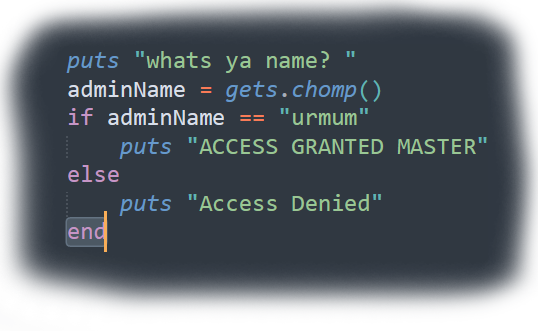 puts "whats ya name? "
adminName = gets.chomp()
if adminName == "urmum"
    puts "ACCESS GRANTED MASTER"
else
    puts "Access Denied"
end